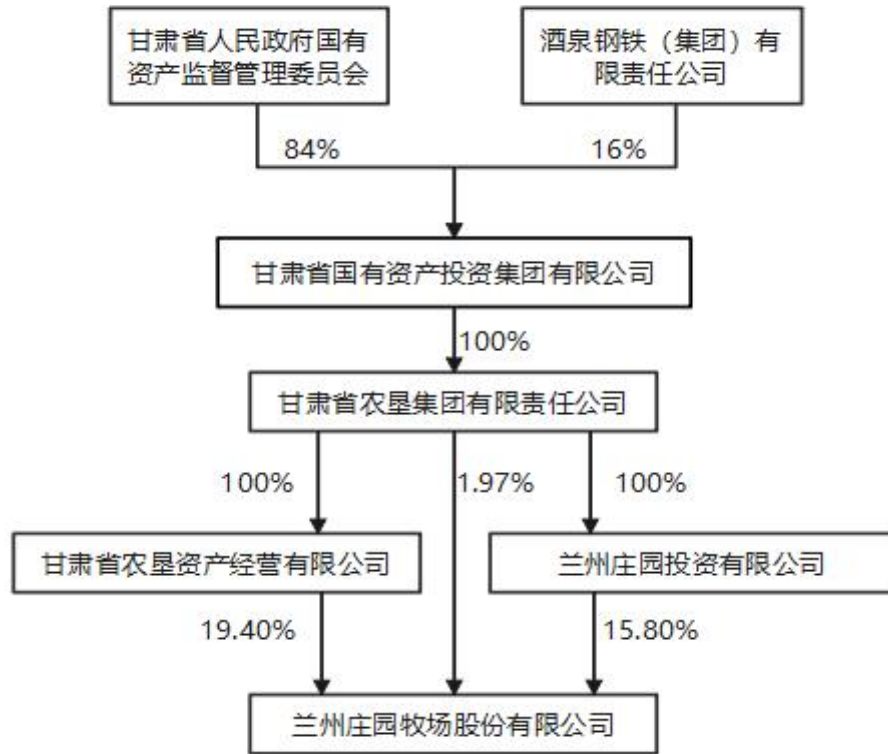 甘肃省人民政府国有
资产监督管理委员会
酒泉钢铁（集团）有
限责任公司
84%
16%
甘肃省国有资产投资集团有限公司
100%
甘肃省农垦集团有限责任公司
100%
1.97%
100%
甘肃省农垦资产经营有限公司
兰州庄园投资有限公司
19.40%
15.80%
兰州庄园牧场股份有限公司